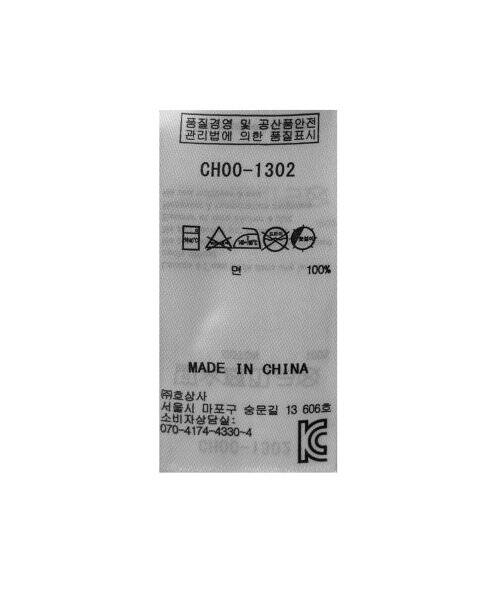 품질경영 및 공산품안전
관리법에 의한 품질표시
CH00-1302
면 100%
MADE IN CHINA
㈜호상사
서울시 마포구 숭문길 13 606호
소비자상담실:
070-4174-4330-4